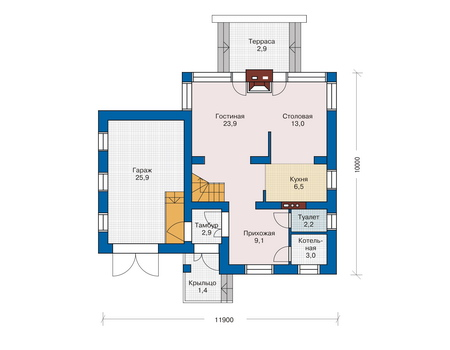 Терраса
2,9
Гостиная
23,9
Столовая
13,0
Гараж
25,9
Кухня
6,5
Тамбур
2,9
Прихожая
9,1
Туалет
2,2
Котель-
ная
3,0
Крыльцо
1,4
10000
11900